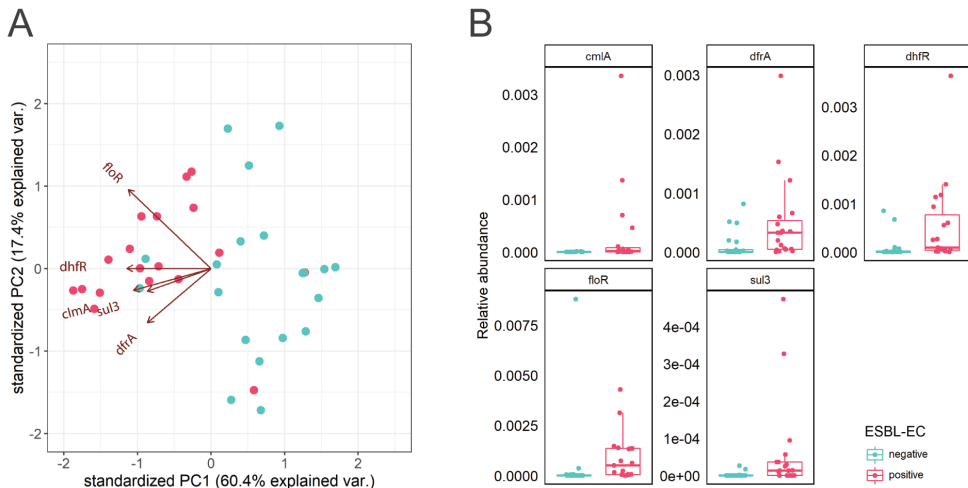 A
standardized PC2 (17.4% explained var.)
2
1
0
-1
-2
floR
dhfR
clmA
sul3
dfrA
-2
-1
0
1
2
standardized PC1 (60.4% explained var.)
B
Relative abundance
cmlA
0.003
0.002
0.001
0.000
dfrA
0.003
0.002
0.001
0.000
dhfR
0.003
0.002
0.001
0.000
floR
0.0075
0.0050
0.0025
0.0000
sul3
4e-04
3e-04
2e-04
1e-04
0e+00
ESBL-EC
negative
positive